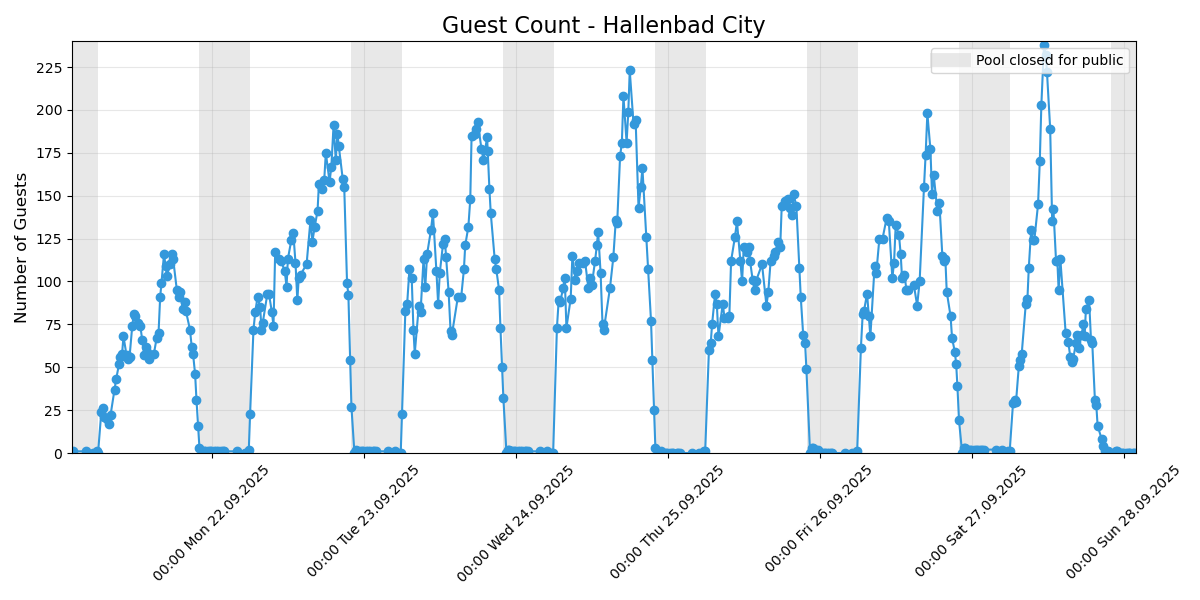 Guest Count - Hallenbad City
Pool closed for public
Number of Guests
225
200
175
150
125
100
75
50
25
0
00:00 Mon 22.09.2025
00:00 Tue 23.09.2025
00:00 Wed 24.09.2025
00:00 Thu 25.09.2025
00:00 Fri 26.09.2025
00:00 Sat 27.09.2025
00:00 Sun 28.09.2025